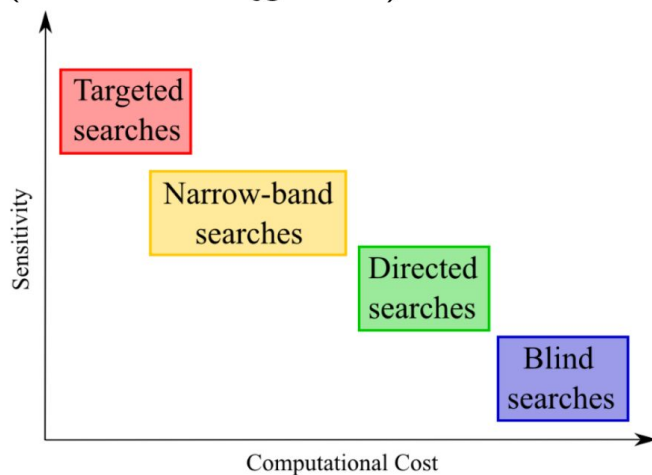 Targeted
searches
Narrow-band
searches
Directed
searches
Blind
searches
Sensitivity
Computational Cost